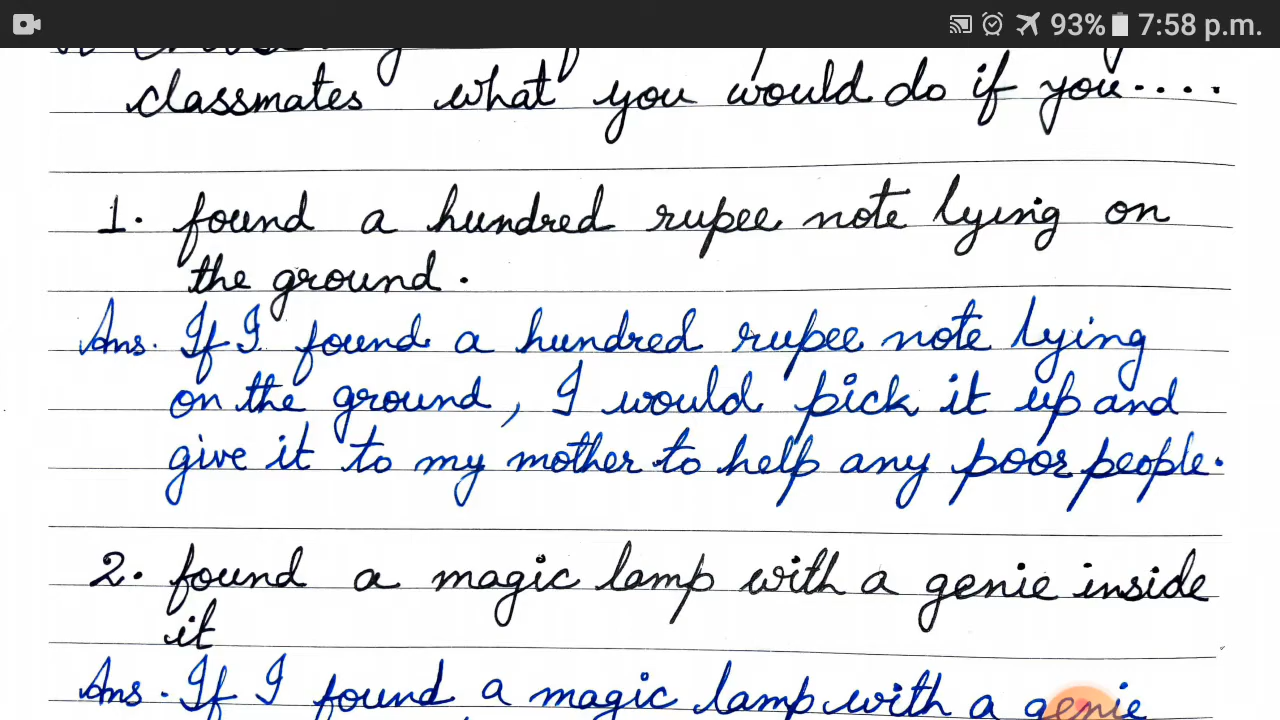 93% 7:58 p.m.
classmates what you would do if you....
1. found a hundred rupee note lying on
the ground.
Ans. If I found a hundred rupee note lying
on the ground, I would pick it up and
give it to my mother to help any poor people.
2. found a magic lamp with a genie inside
it
Ans. If I found a magic lamp with a genie